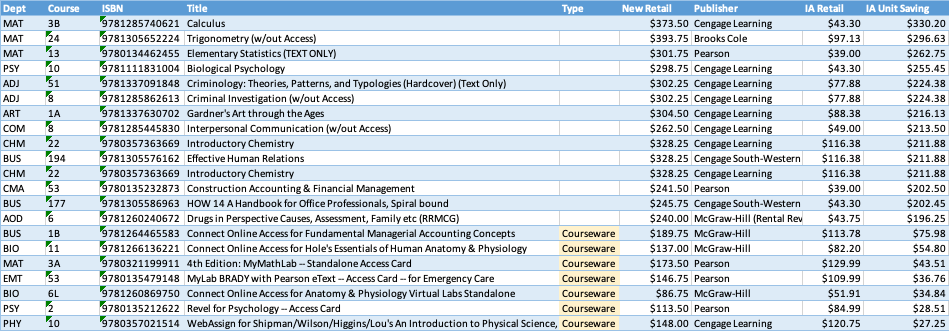 Dept Course ISBN Title Type New Retail Publisher IA Retail IA Unit Saving
MAT 3B 9781285740621 Calculus $373.50 Cengage Learning $43.30 $330.20
MAT 24 9781305652224 Trigonometry (w/out Access) $393.75 Brooks Cole $97.13 $296.63
MAT 13 9780134462455 Elementary Statistics (TEXT ONLY) $301.75 Pearson $39.00 $262.75
PSY 10 9781111831004 Biological Psychology $298.75 Cengage Learning $43.30 $255.45
ADJ 51 9781337091848 Criminology: Theories, Patterns, and Typologies (Hardcover) (Text Only) $302.25 Cengage Learning $77.88 $224.38
ADJ 8 9781285862613 Criminal Investigation (w/out Access) $302.25 Cengage Learning $77.88 $224.38
ART 1A 9781337630702 Gardner's Art through the Ages $304.50 Cengage Learning $88.38 $216.13
COM 8 9781285445830 Interpersonal Communication (w/out Access) $262.50 Cengage Learning $49.00 $213.50
CHM 22 9780357363669 Introductory Chemistry $328.25 Cengage Learning $116.38 $211.88
BUS 194 9781305576162 Effective Human Relations $328.25 Cengage South-Western $116.38 $211.88
CHM 22 9780357363669 Introductory Chemistry $328.25 Cengage Learning $116.38 $211.88
CMA 53 9780135232873 Construction Accounting & Financial Management $241.50 Pearson $39.00 $202.50
BUS 177 9781305586963 HOW 14 A Handbook for Office Professionals, Spiral bound $245.75 Cengage South-Western $43.30 $202.45
AOD 6 9781260240672 Drugs in Perspective Causes, Assessment, Family etc (RRMCG) $240.00 McGraw-Hill (Rental Rev $43.75 $196.25
BUS 1B 9781264465583 Connect Online Access for Fundamental Managerial Accounting Concepts Courseware $189.75 McGraw-Hill $113.78 $75.98
BIO 11 9781266136221 Connect Online Access for Hole's Essentials of Human Anatomy & Physiology Courseware $137.00 McGraw-Hill $82.20 $54.80
MAT 3A 9780321199911 4th Edition: MyMathLab -- Standalone Access Card Courseware $173.50 Pearson $129.99 $43.51
EMT 53 9780135479148 MyLab BRADY with Pearson eText -- Access Card -- for Emergency Care Courseware $146.75 Pearson $109.99 $36.76
BIO 6L 9781260869750 Connect Online Access for Anatomy & Physiology Virtual Labs Standalone Courseware $86.75 McGraw-Hill $51.91 $34.84
PSY 2 9780135212622 Revel for Psychology -- Access Card Courseware $113.50 Pearson $84.99 $28.51
PHY 10 9780357021514 WebAssign for Shipman/Wilson/Higgins/Lou's An Introduction to Physical Science, Courseware $148.00 Cengage Learning $120.75 $27.25